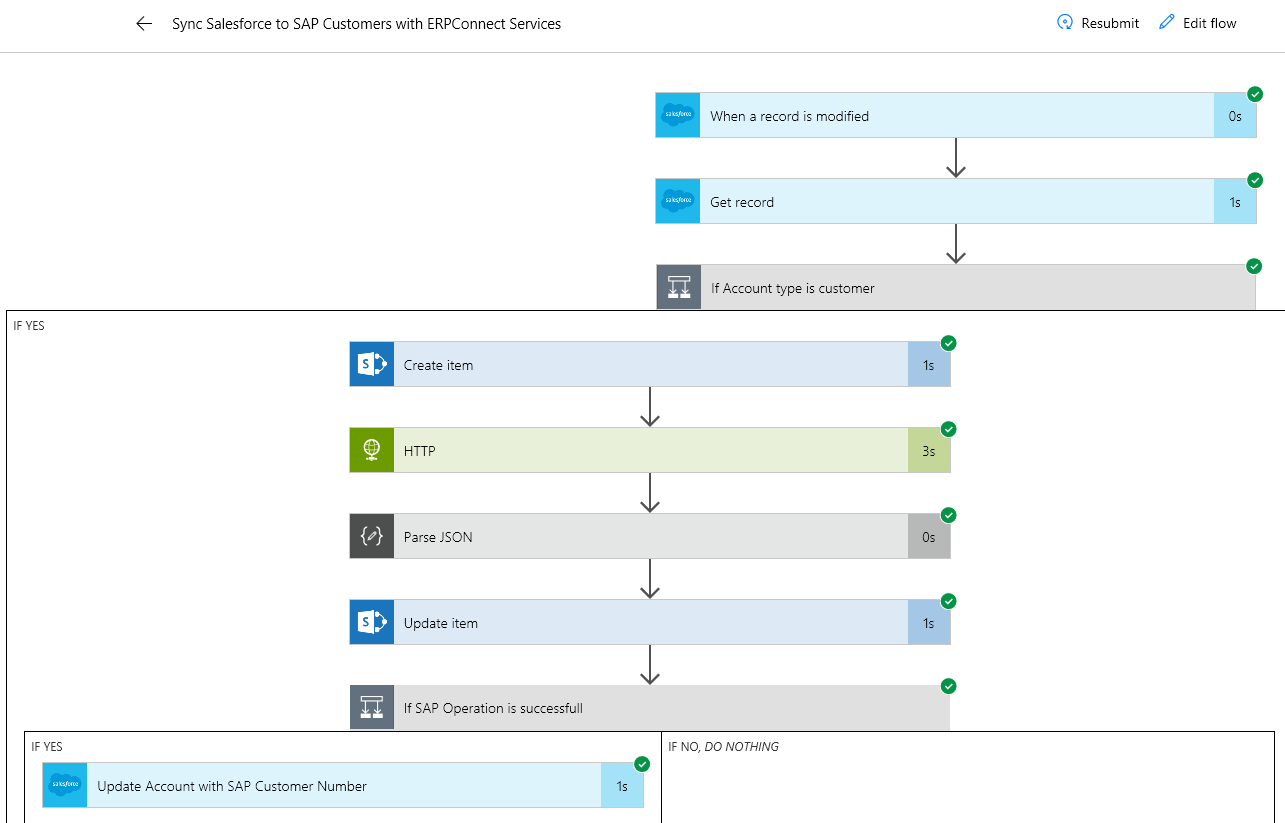 Sync Salesforce to SAP Customers with ERPConnect Services
Resubmit
Edit flow
salesforce
When a record is modified
0s
salesforce
Get record
1s
If Account type is customer
IF YES
S
Create item
1s
HTTP
3s
Parse JSON
0s
S
Update item
1s
If SAP Operation is successfull
IF YES
IF NO, DO NOTHING
salesforce
Update Account with SAP Customer Number
1s